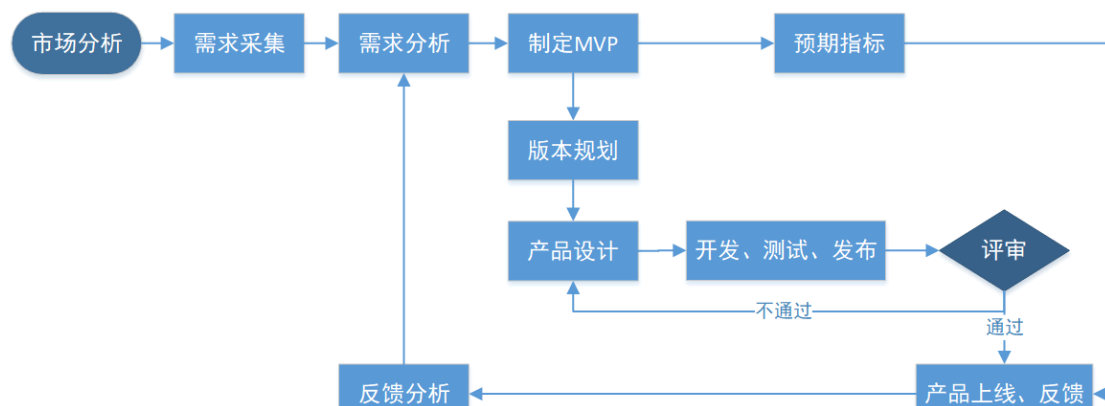 市场分析
需求采集
需求分析
制定MVP
预期指标
版本规划
产品设计
开发、测试、发布
评审
不通过
通过
反馈分析
产品上线、反馈